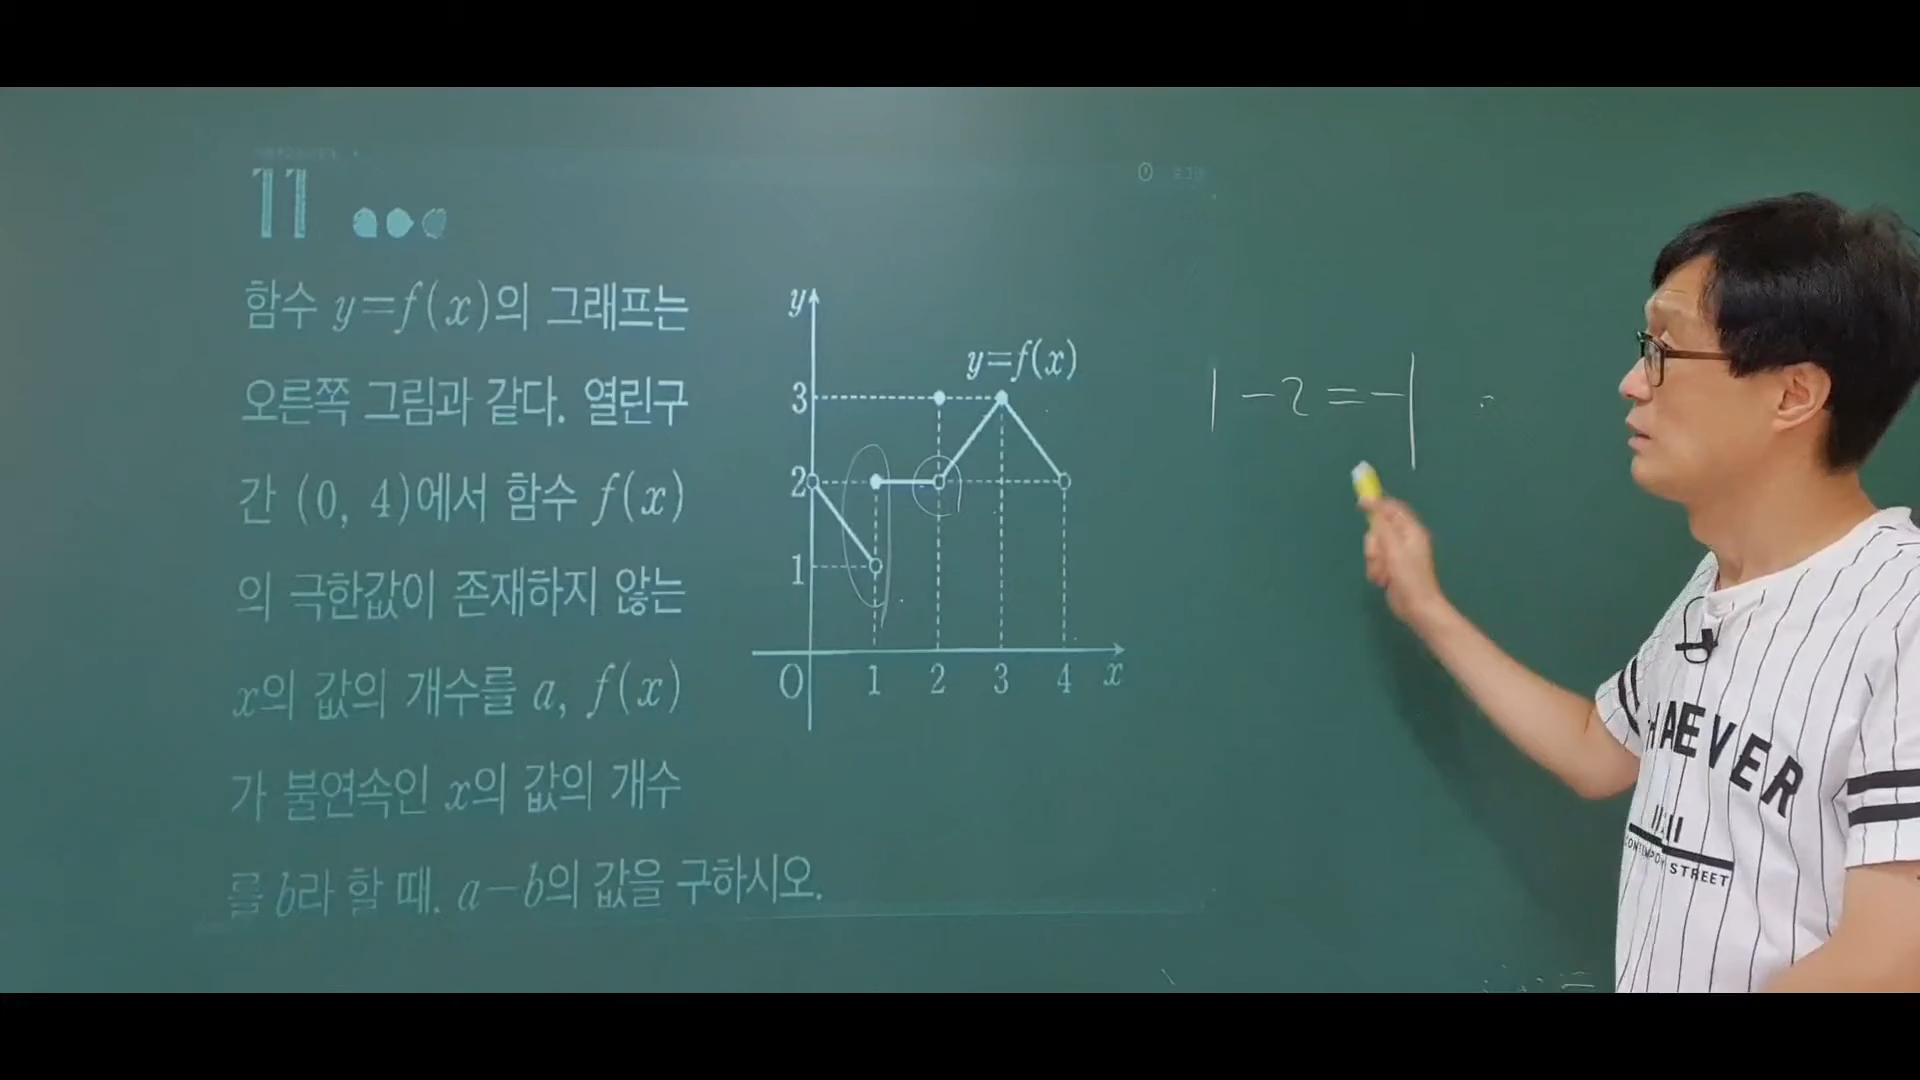 11
함수 y=f(x)의 그래프는
오른쪽 그림과 같다. 열린구
간 (0, 4)에서 함수 f(x)
의 극한값이 존재하지 않는
x의 값의 개수를 a, f(x)
가 불연속인 x의 값의 개수
를 b라 할 때, a-b의 값을 구하시오.
y
y=f(x)
3
2
1
O 1 2 3 4 x
1-2=-1
EVER
STREET